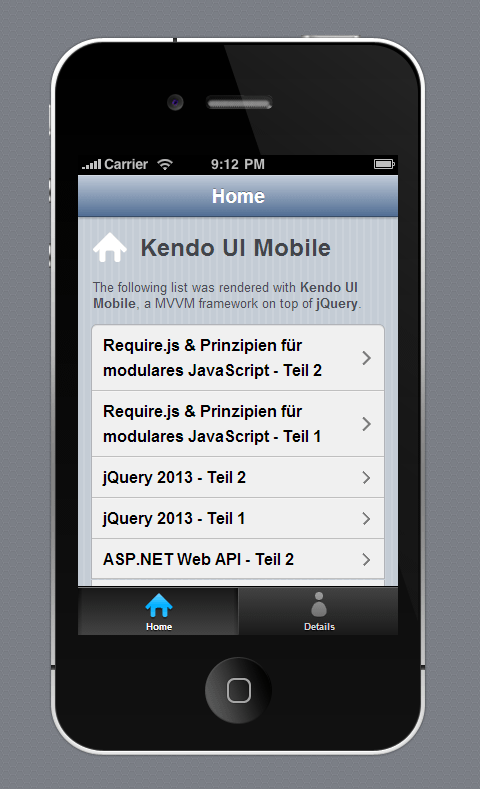 Carrier 9:12 PM
Home
Kendo UI Mobile
The following list was rendered with Kendo UI
Mobile, a MVVM framework on top of jQuery.
Require.js & Prinzipien für
modulares JavaScript - Teil 2
Require.js & Prinzipien für
modulares JavaScript - Teil 1
jQuery 2013 - Teil 2
jQuery 2013 - Teil 1
ASP.NET Web API - Teil 2
Home Details